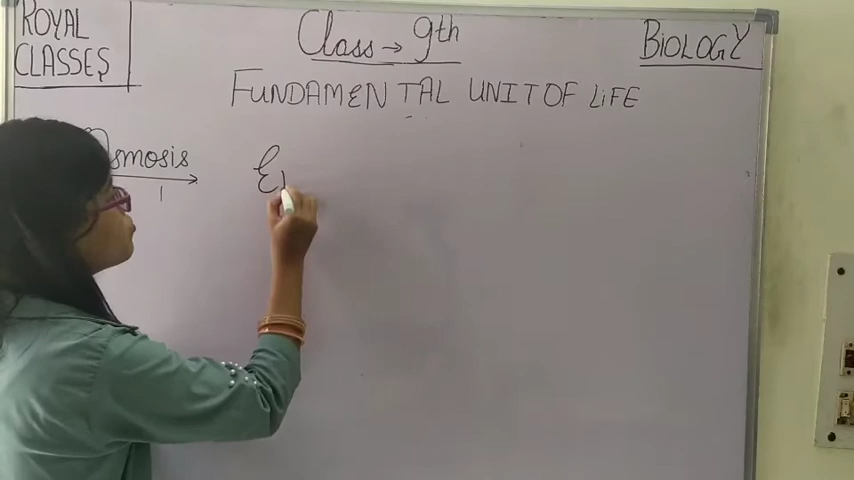 ROYAL
CLASSES
Class → 9th
BIOLOGY
FUNDAMENTAL UNIT OF LIFE
Osmosis